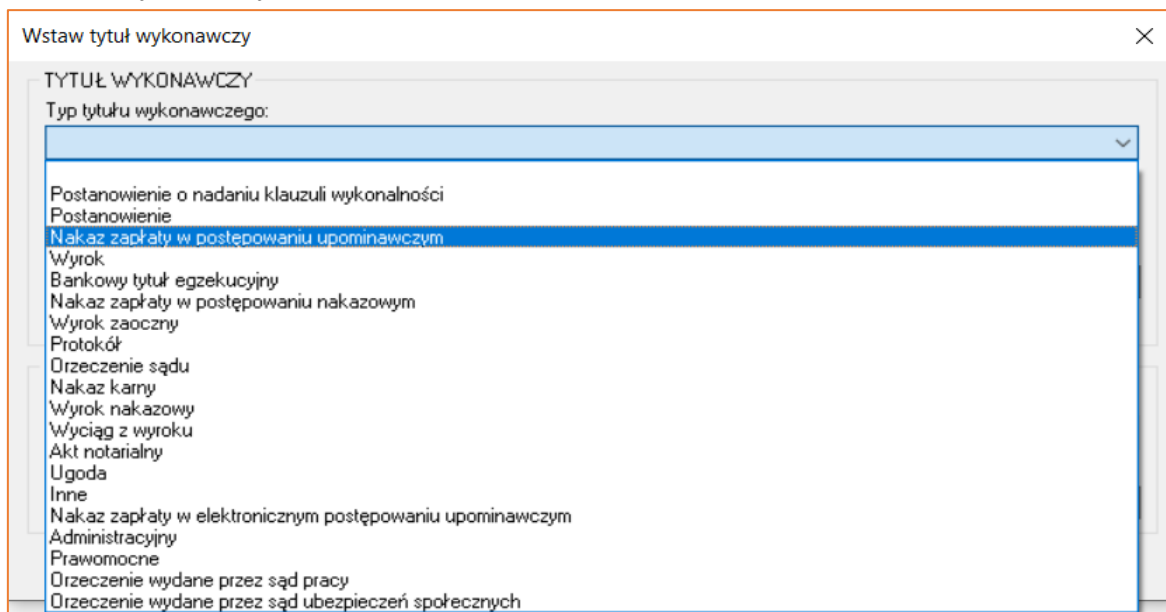 Wstaw tytuł wykonawczy
TYTUŁ WYKONAWCZY
Typ tytułu wykonawczego:
Postanowienie o nadaniu klauzuli wykonalności
Postanowienie
Nakaz zapłaty w postępowaniu upominawczym
Wyrok
Bankowy tytuł egzekucyjny
Nakaz zapłaty w postępowaniu nakazowym
Wyrok zaoczny
Protokół
Orzeczenie sądu
Nakaz karny
Wyrok nakazowy
Wyciąg z wyroku
Akt notarialny
Ugoda
Inne
Nakaz zapłaty w elektronicznym postępowaniu upominawczym
Administracyjny
Prawomocne
Orzeczenie wydane przez sąd pracy
Orzeczenie wydane przez sąd ubezpieczeń społecznych